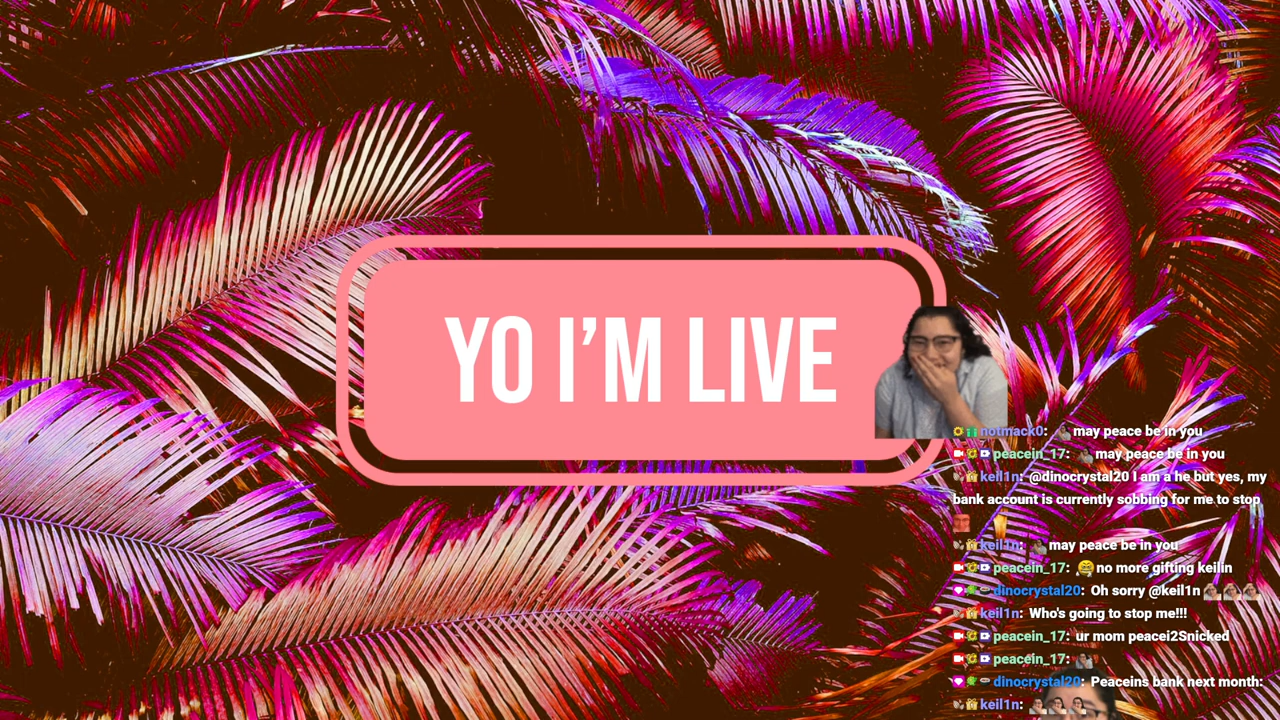 YO I’M LIVE
notmack0: may peace be in you
peacein_17: may peace be in you
keil1n: @dinocrystal20 I am a he but yes, my
bank account is currently sobbing for me to stop
keil1n: may peace be in you
peacein_17: no more gifting keilin
dinocrystal20: Oh sorry @keil1n
keil1n: Who's going to stop me!!!
peacein_17: ur mom peacei2Snicked
peacein_17:
dinocrystal20: Peaceins bank next month:
keil1n: